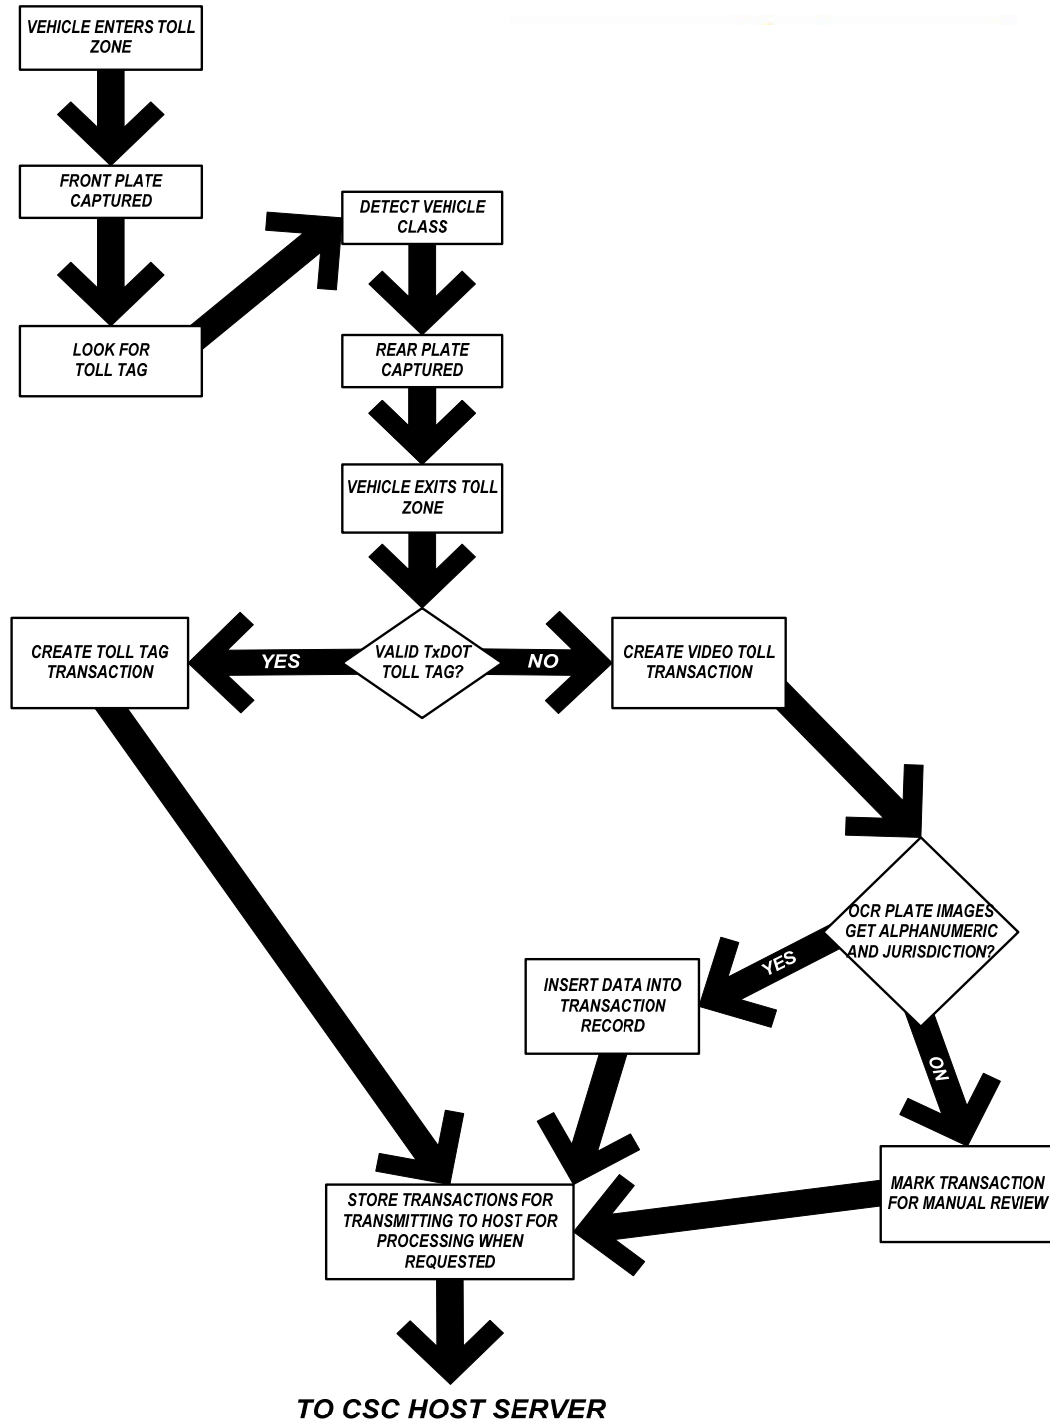 VEHICLE ENTERS TOLL
ZONE
FRONT PLATE
CAPTURED
LOOK FOR
TOLL TAG
DETECT VEHICLE
CLASS
REAR PLATE
CAPTURED
VEHICLE EXITS TOLL
ZONE
VALID TxDOT
TOLL TAG?
YES
NO
CREATE TOLL TAG
TRANSACTION
CREATE VIDEO TOLL
TRANSACTION
OCR PLATE IMAGES
GET ALPHANUMERIC
AND JURISDICTION?
YES
NO
INSERT DATA INTO
TRANSACTION
RECORD
MARK TRANSACTION
FOR MANUAL REVIEW
STORE TRANSACTIONS FOR
TRANSMITTING TO HOST FOR
PROCESSING WHEN
REQUESTED
TO CSC HOST SERVER